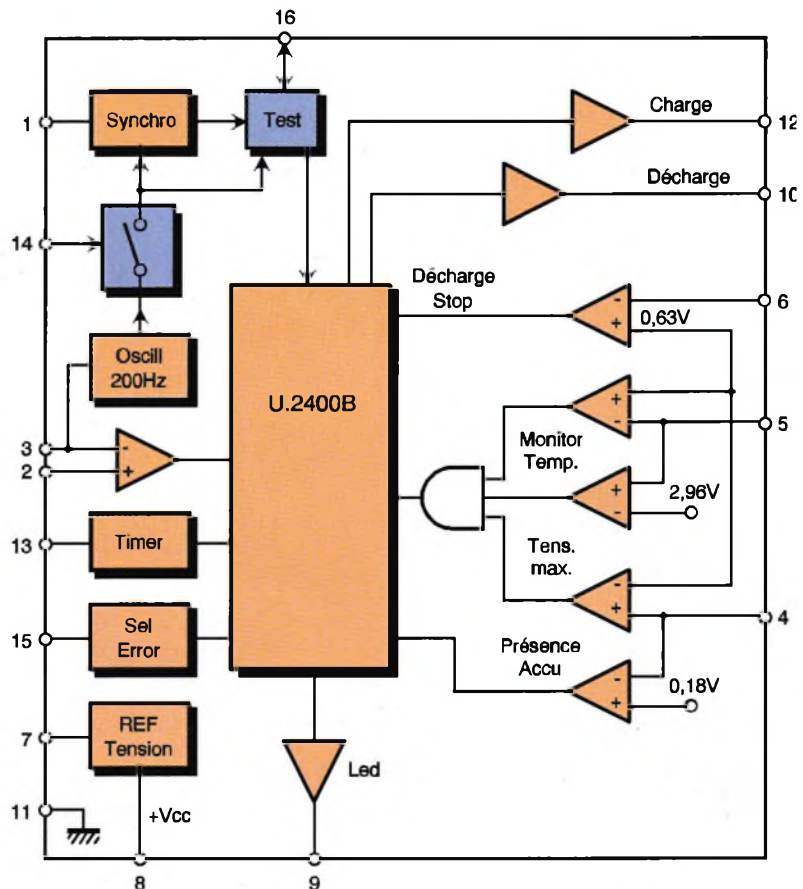 16
1
Synchro
Test
Charge
12
Décharge
10
14
Décharge
Stop
-
+
0,63V
6
Oscill
200Hz
U.2400B
+
-
5
3
-
2
+
Monitor
Temp.
+
-
2,96V
13
Timer
Tens.
max.
-
+
4
15
Sel
Error
Présence
Accu
-
+
0,18V
7
REF
Tension
Led
11
+Vcc
8
9